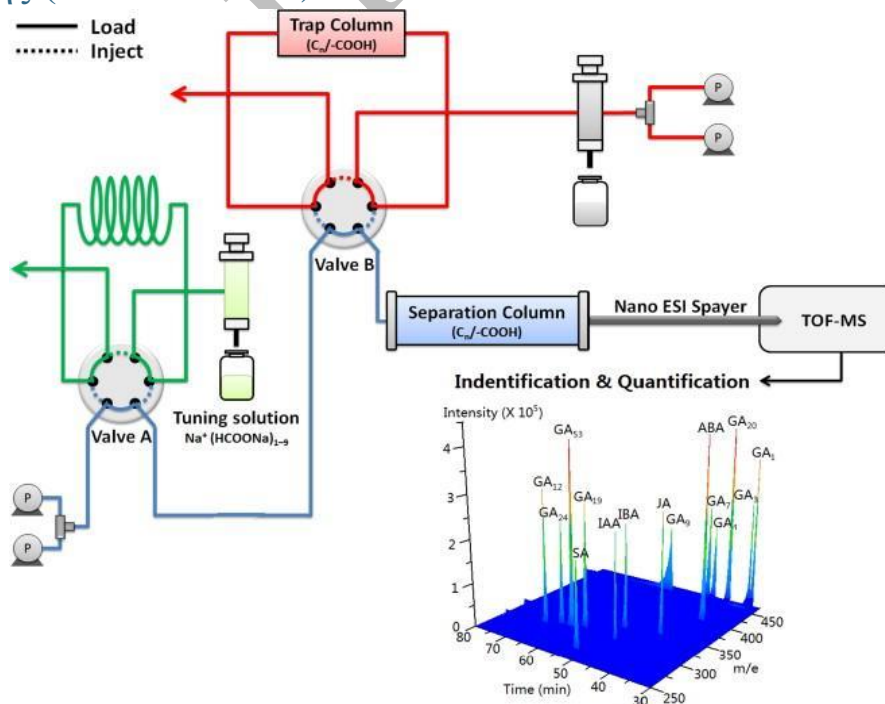 Load
Inject
Trap Column
(Cn/-COOH)
P
P
Valve B
Separation Column
(Cn/-COOH)
Nano ESI Spayer
TOF-MS
Valve A
Tuning solution
Na⁺ (HCOONa)₁₋₉
P
P
Indentification & Quantification
Intensity (X 10⁵)
4
3
2
1
0
GA₅₃
GA₁₂
GA₂₄
GA₁₉
SA
IAA
IBA
JA
GA₉
ABA
GA₂₀
GA₁
GA₇
GA₃
GA₄
80
70
60
50
40
30
Time (min)
450
400
350
300
250
m/e